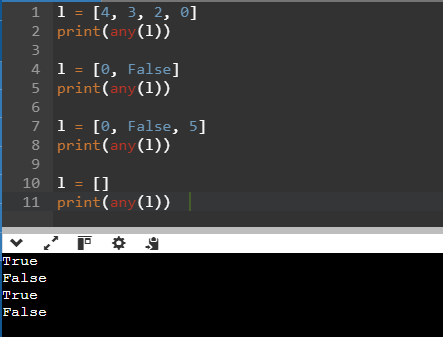 1 l = [4, 3, 2, 0]
2 print(any(l))
3
4 l = [0, False]
5 print(any(l))
6
7 l = [0, False, 5]
8 print(any(l))
9
10 l = []
11 print(any(l))
True
False
True
False